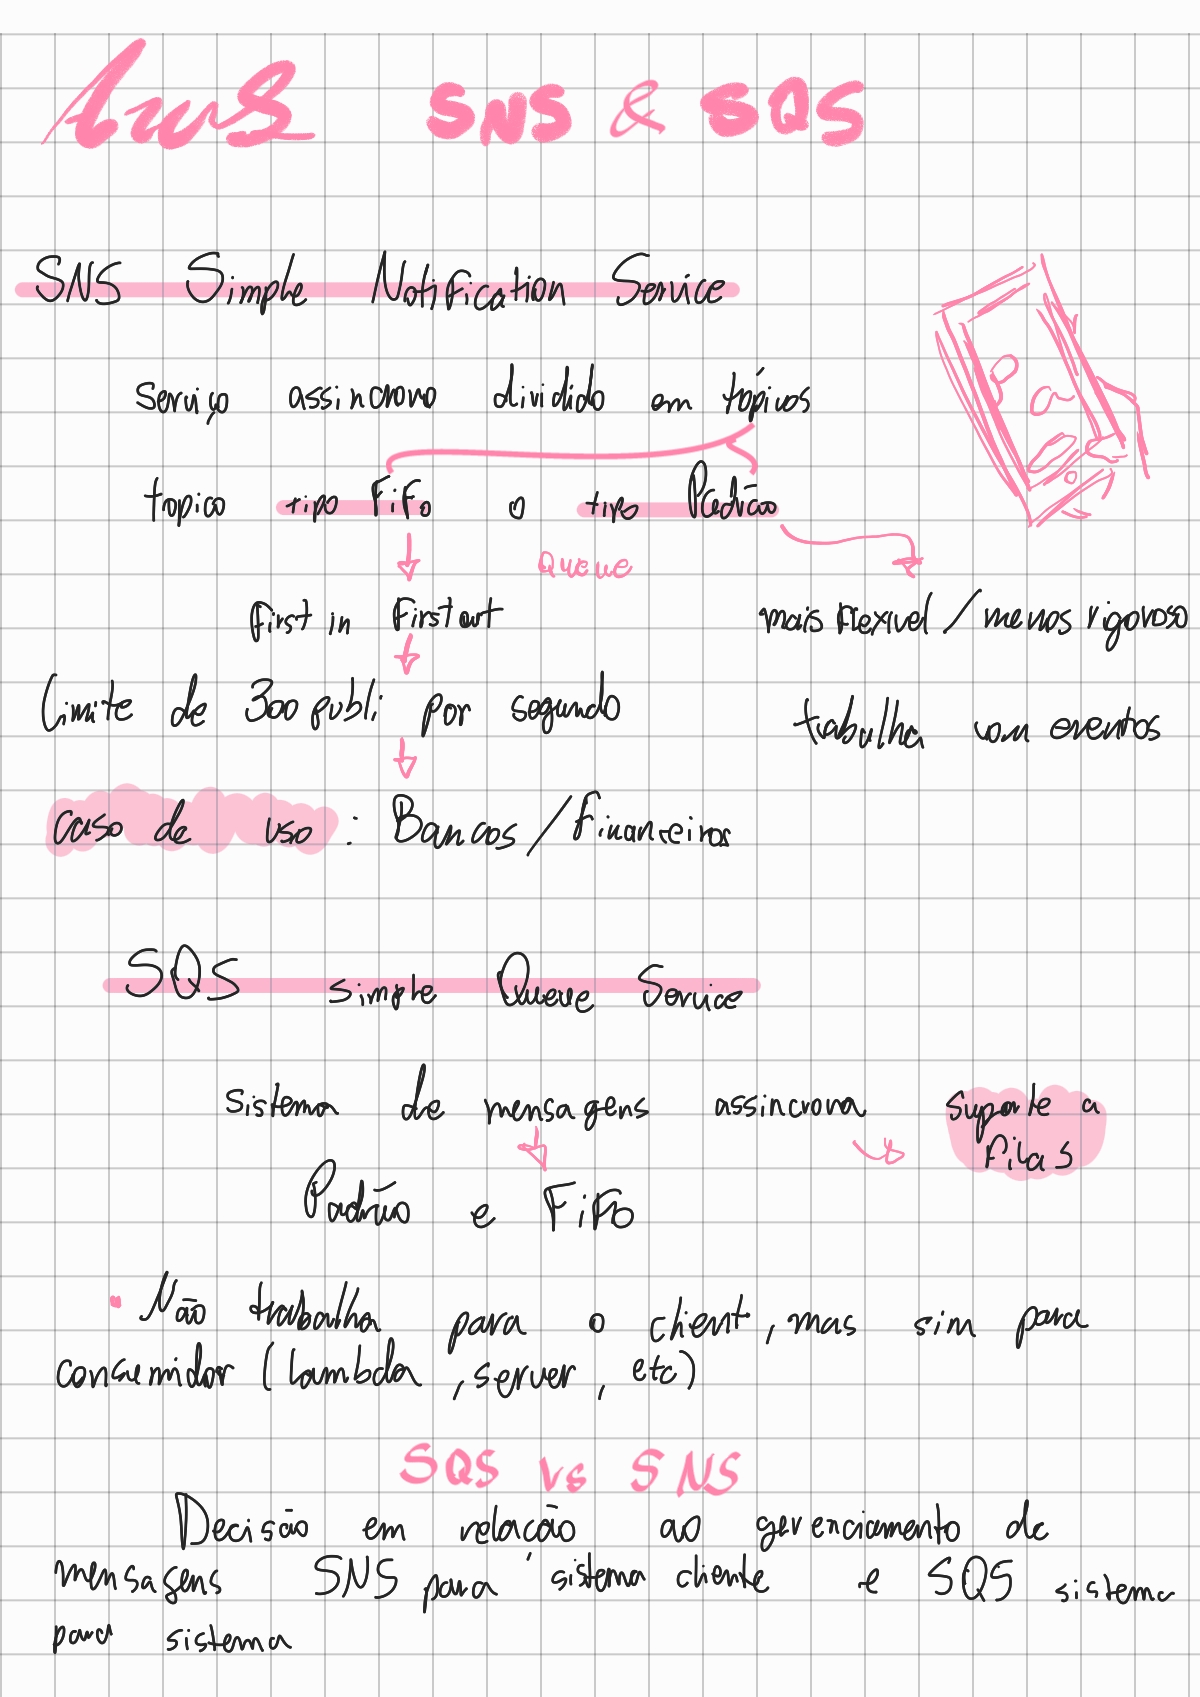 Aws SNS & SQS
SNS Simple Notification Service
Serviço assincrono dividido em tópicos
topico tipo FiFo e tipo Padrão
Queue
First in First out
mais flexivel / menos rigoroso
Limite de 300 publi por segundo
trabalha com eventos
caso de uso : Bancos / Financeiros
SQS simple Queue Service
sistema de mensagens assincrona
suporte a
filas
Padrão e FiFo
Não trabalha para o client, mas sim para
consumidor (lambda, server, etc)
SQS vs SNS
Decisão em relacão ao gerenciamento de
mensagens SNS para sistema cliente e SQS sistema
para sistema